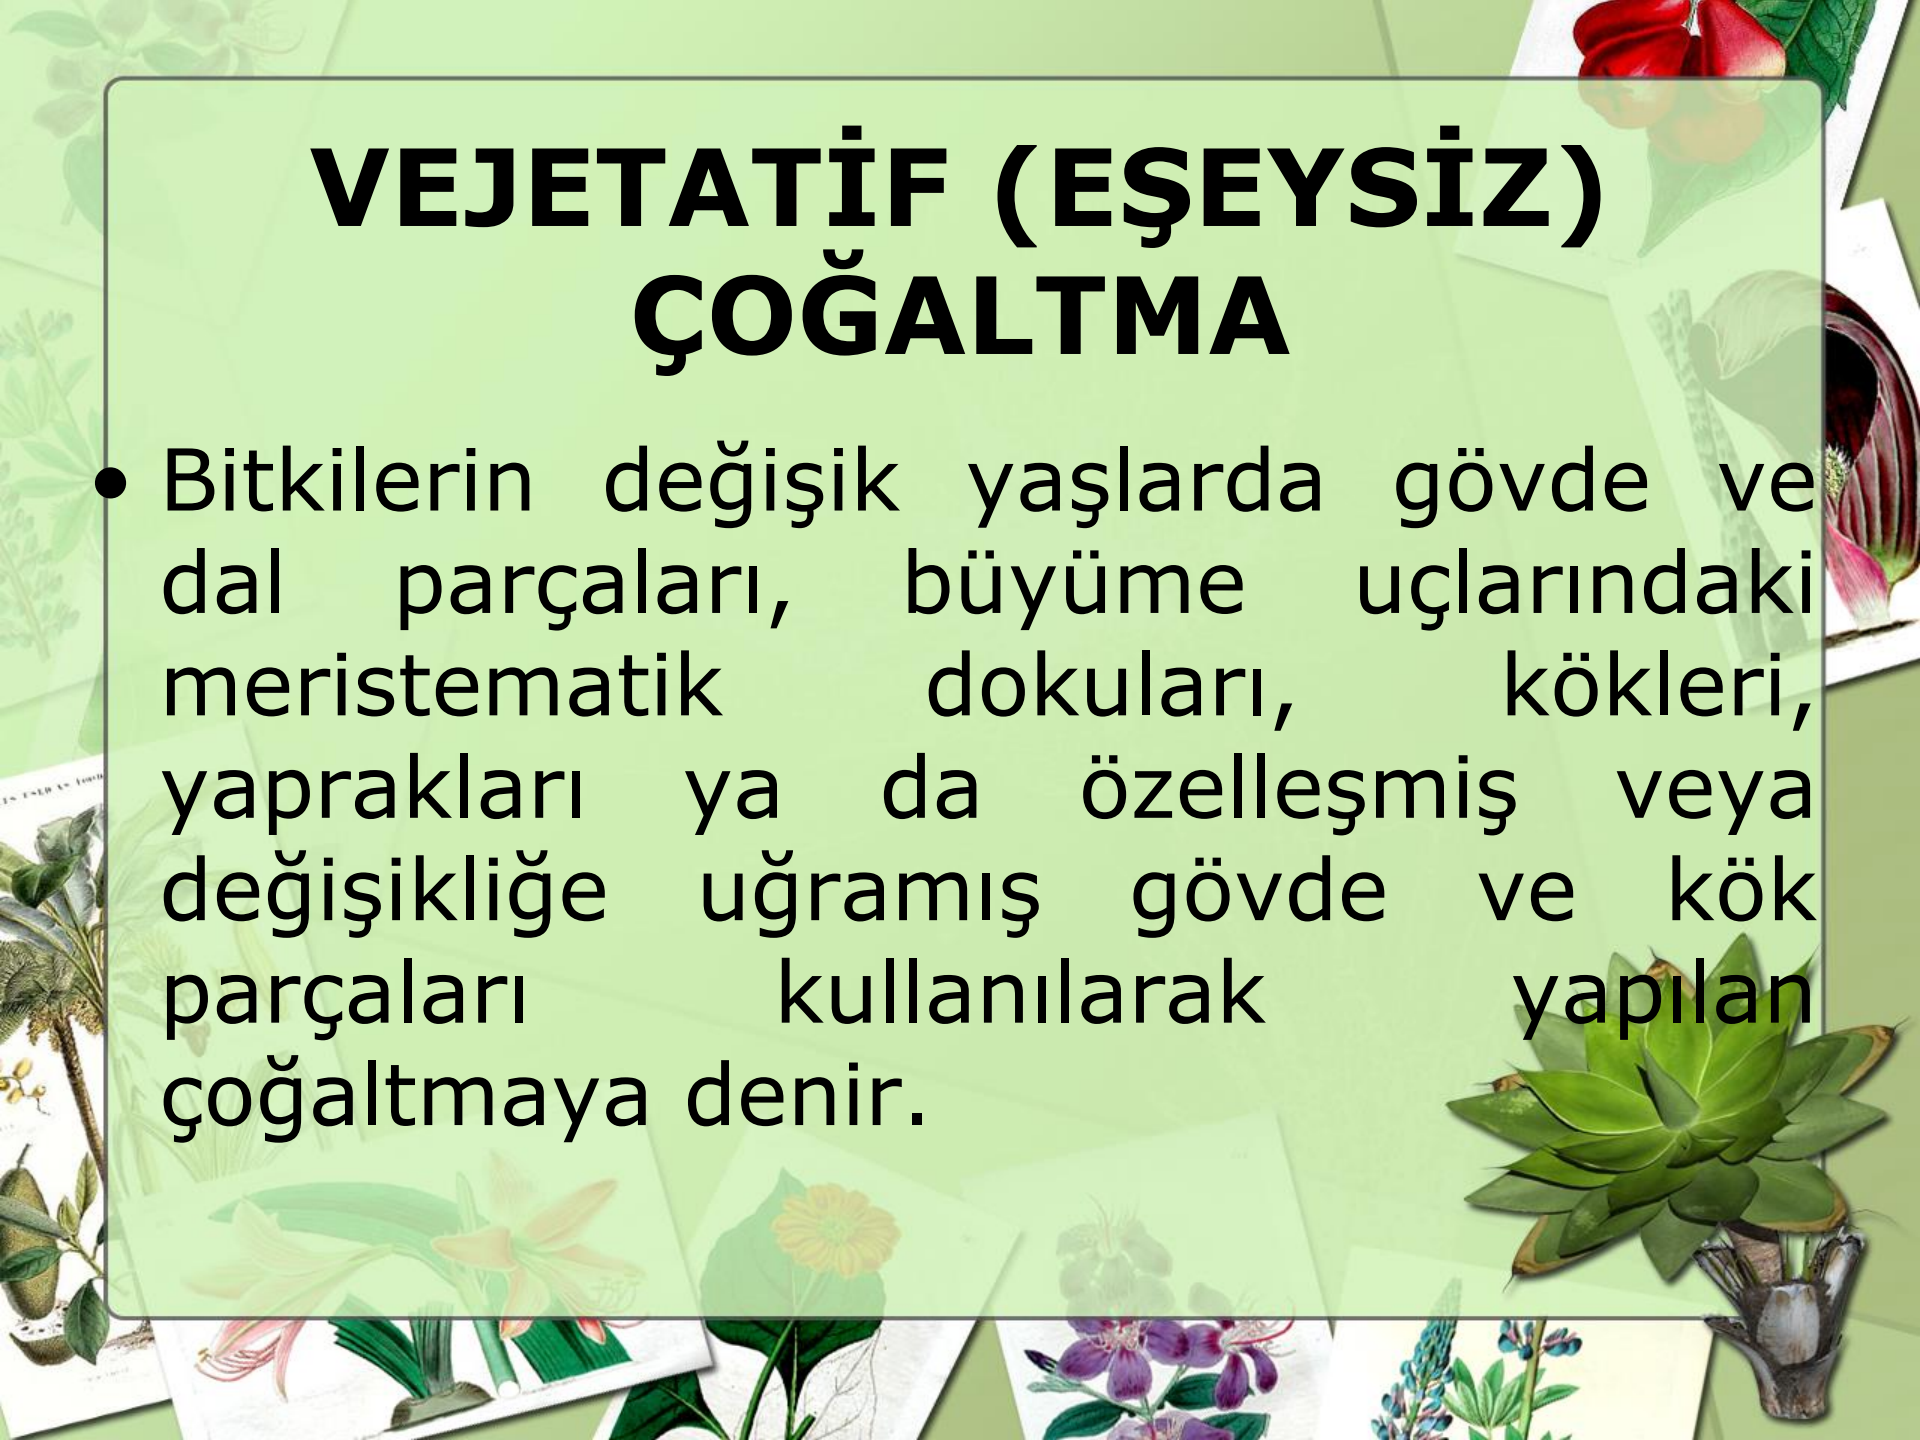 VEJETATİF (EŞEYSİZ)
ÇOĞALTMA
• Bitkilerin değişik yaşlarda gövde ve
dal parçaları, büyüme uçlarındaki
meristematik dokuları, kökleri,
yaprakları ya da özelleşmiş veya
değişikliğe uğramış gövde ve kök
parçaları kullanılarak yapılan
çoğaltmaya denir.